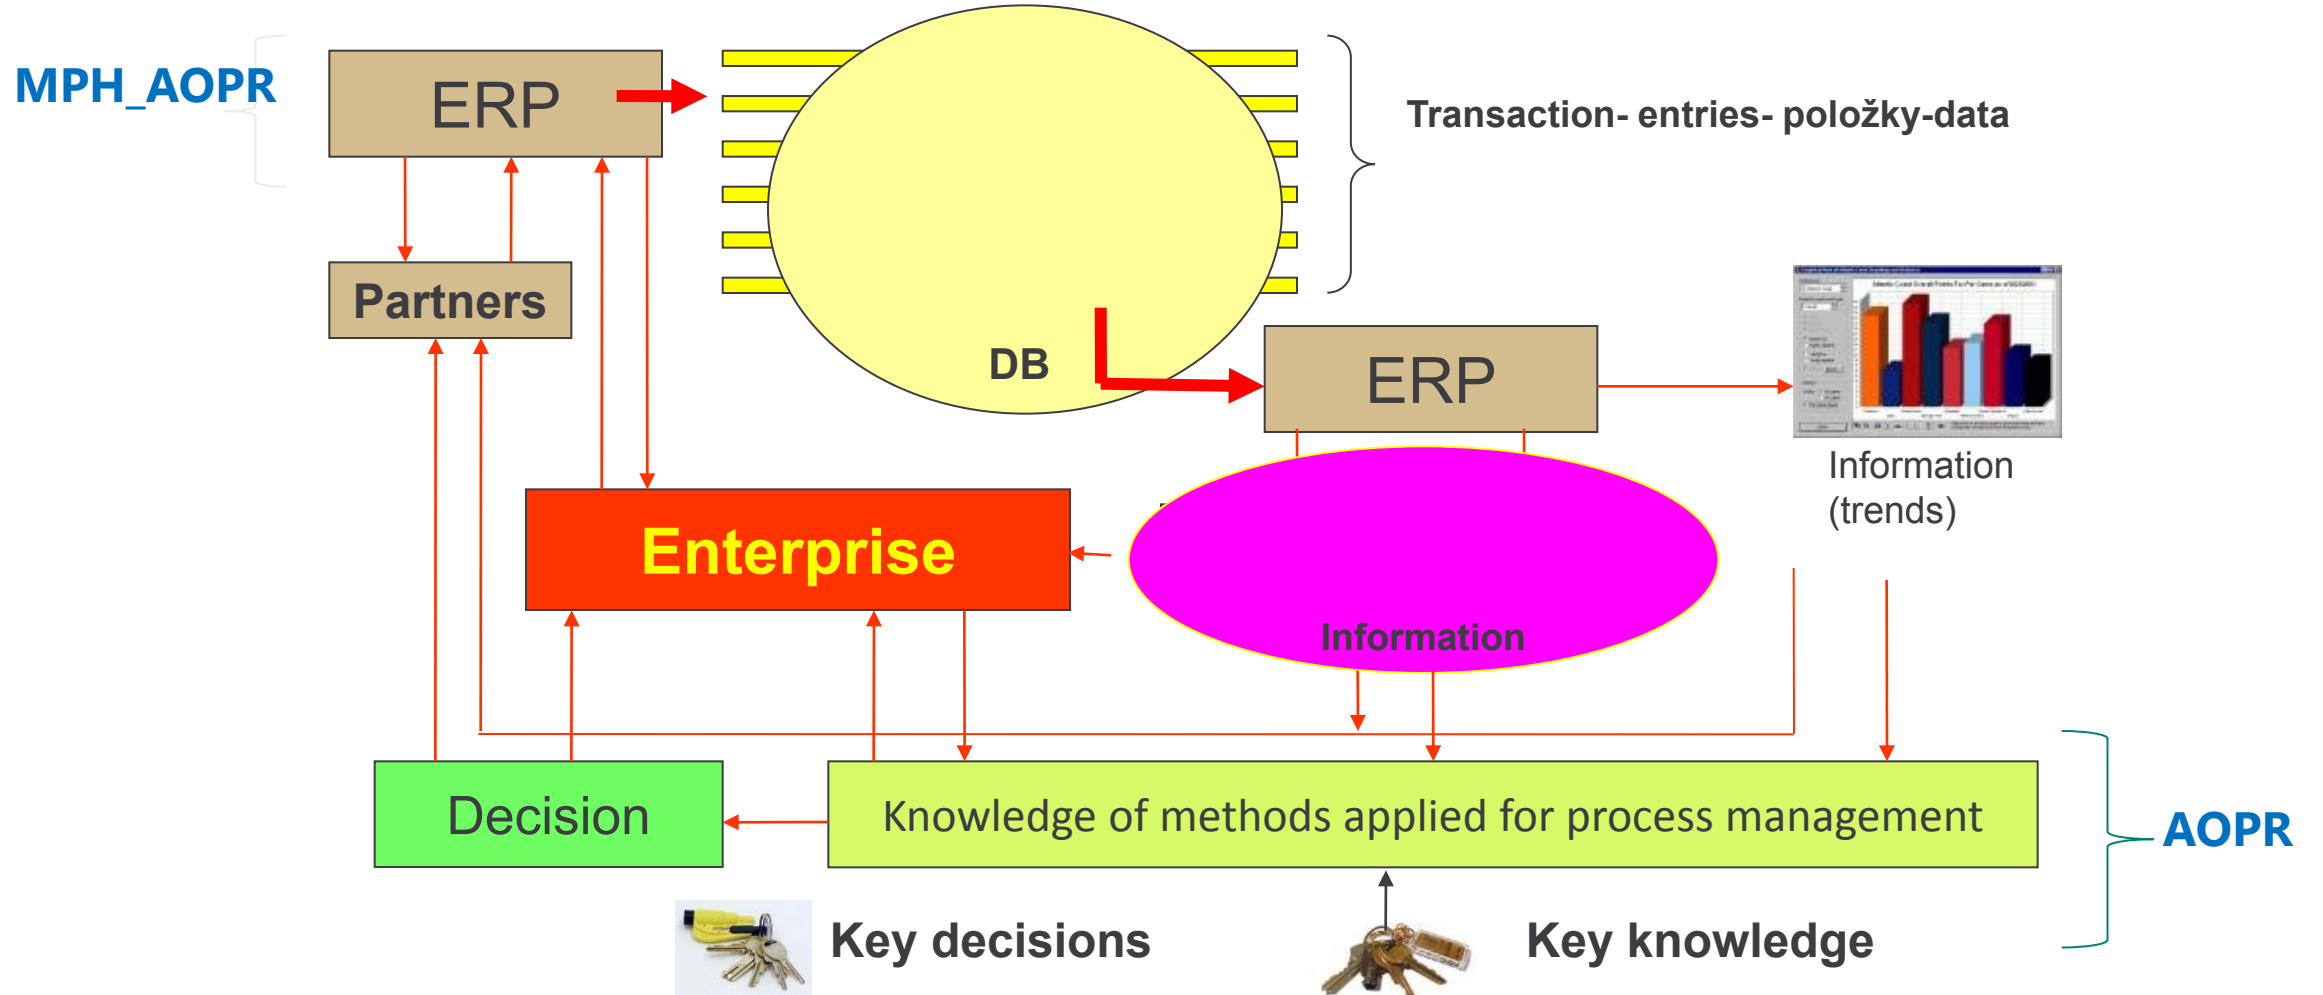 MPH_AOPR
ERP
Transaction- entries- položky-data
Partners
DB
ERP
Information
(trends)
Enterprise
Information
Decision
Knowledge of methods applied for process management
AOPR
Key decisions
Key knowledge